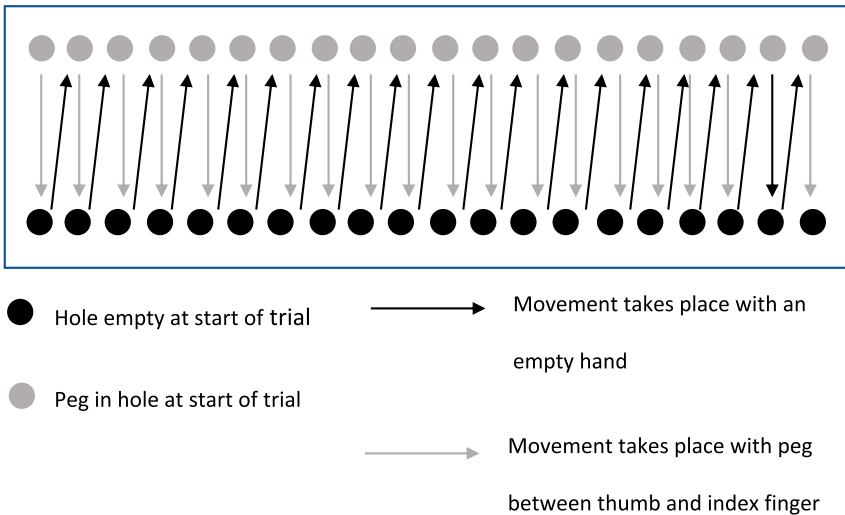 Hole empty at start of trial
Movement takes place with an
empty hand
Peg in hole at start of trial
Movement takes place with peg
between thumb and index finger